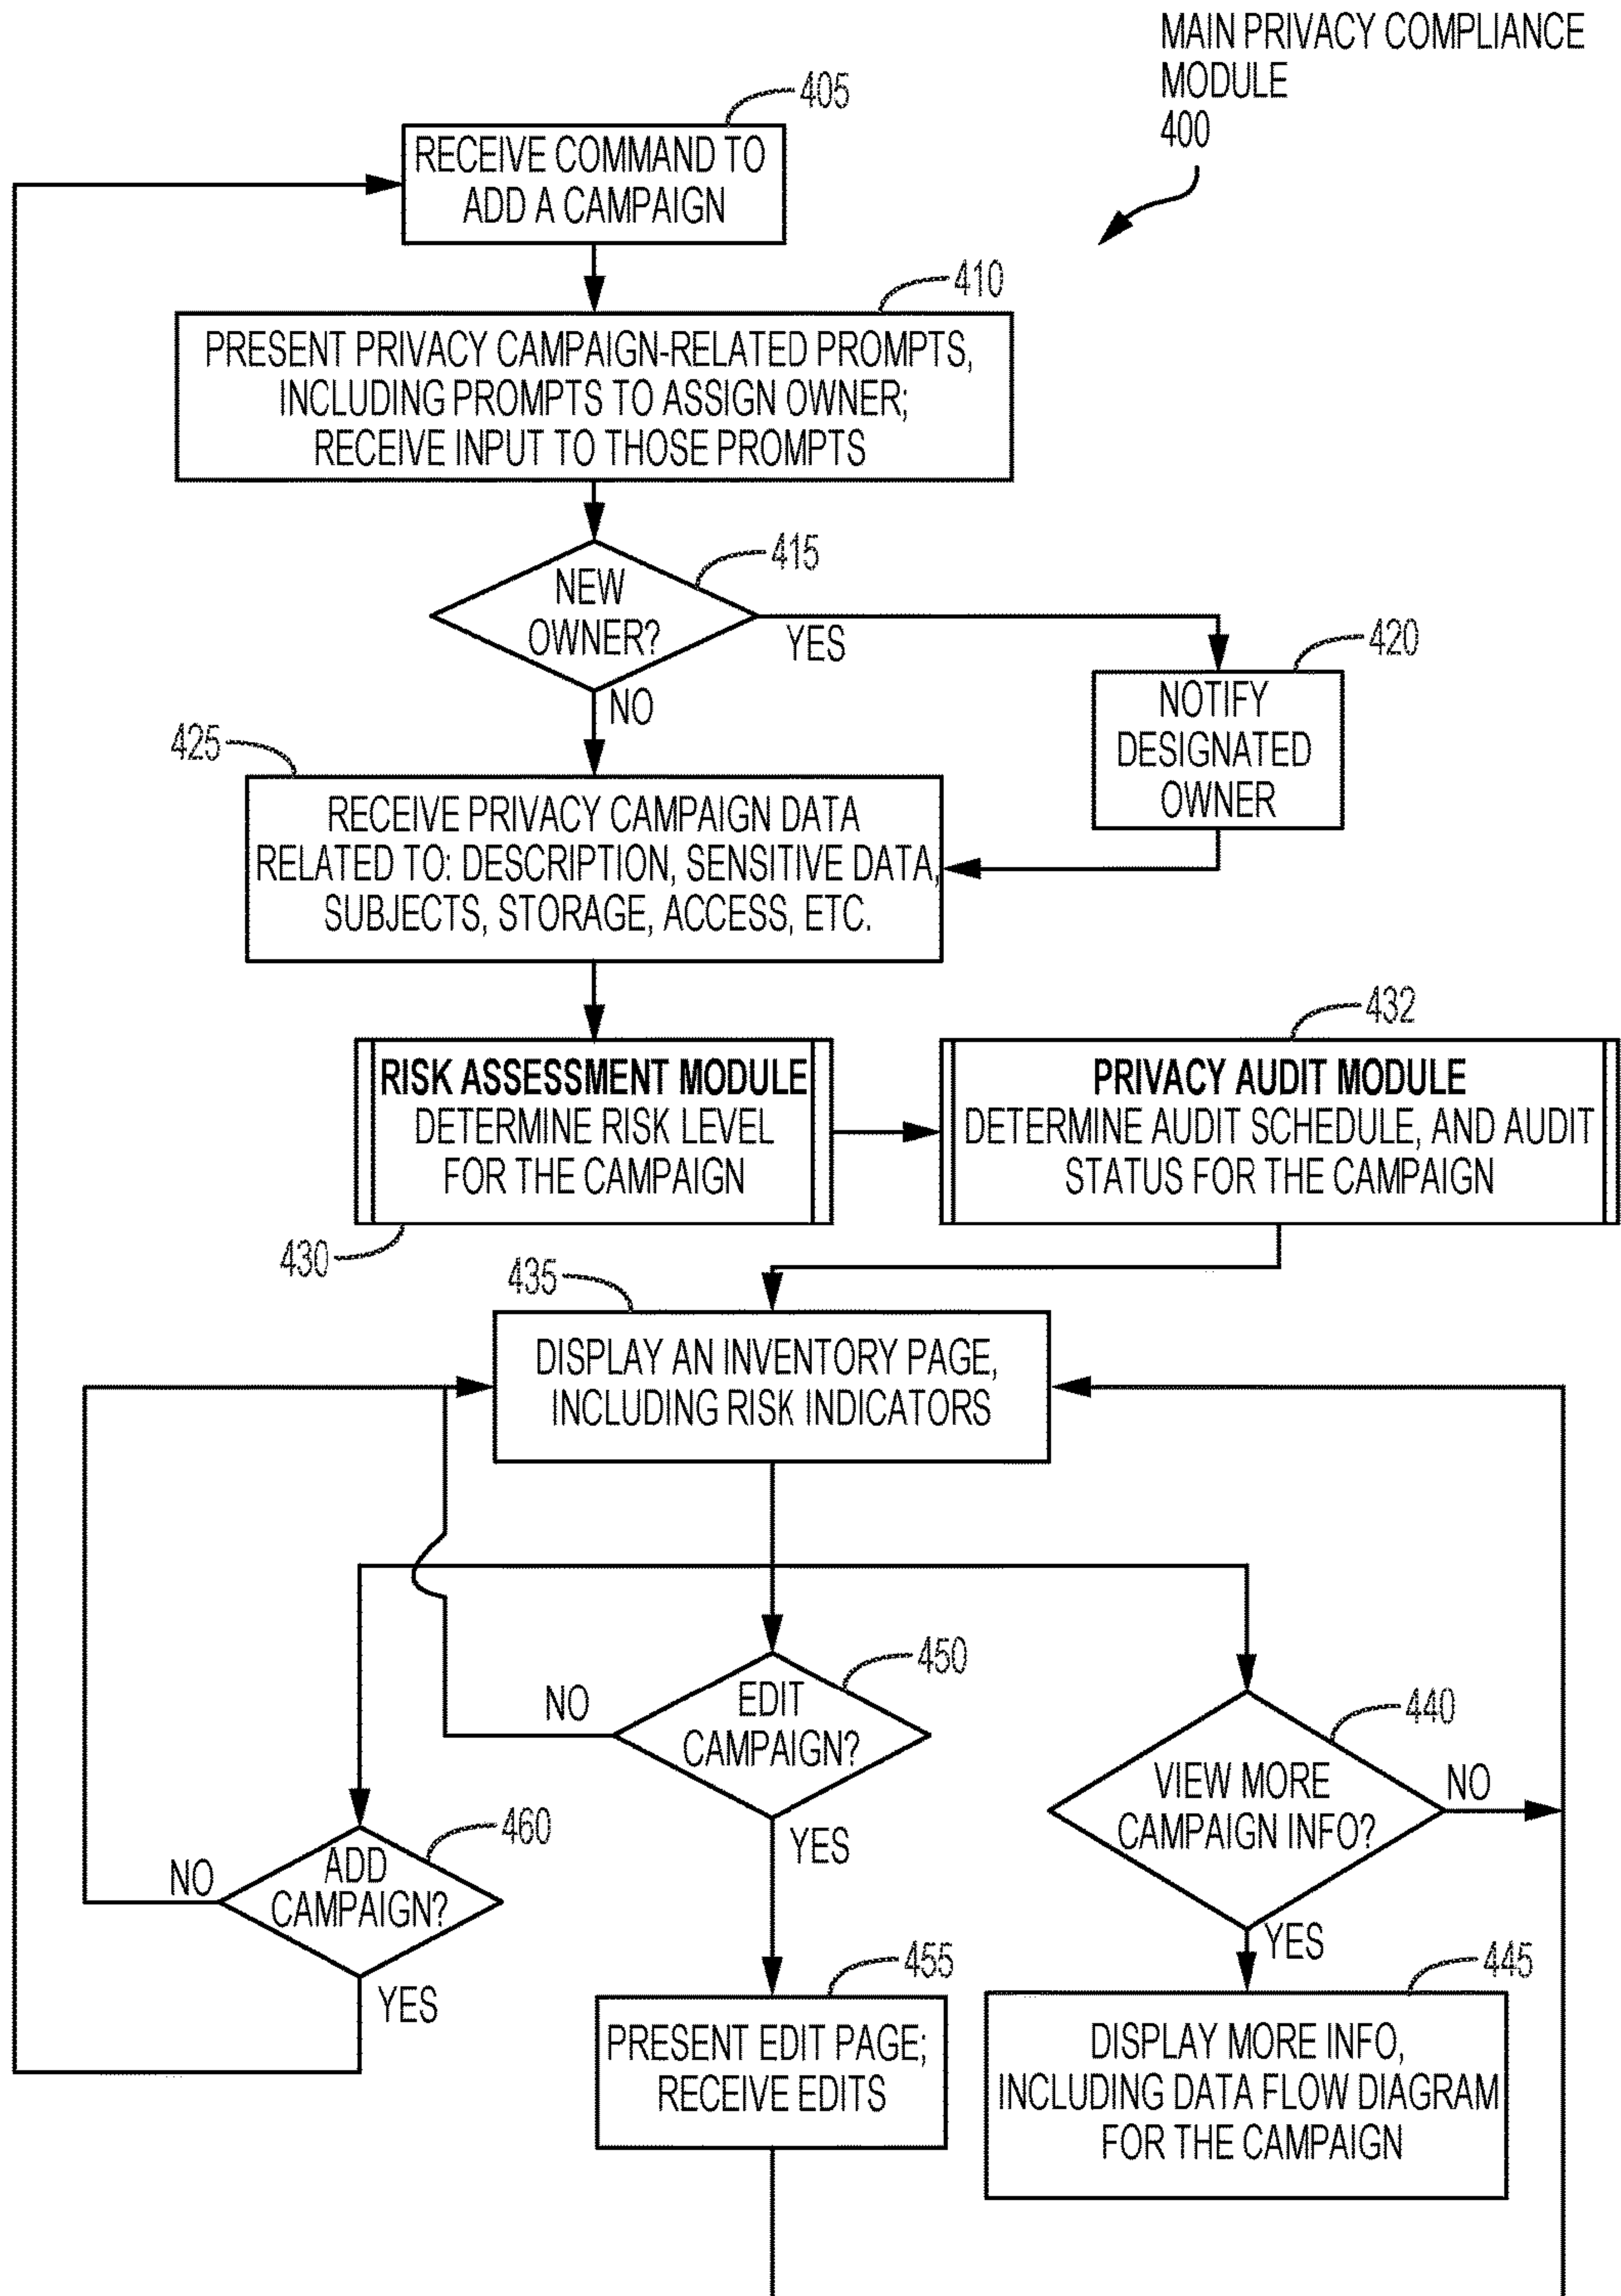 MAIN PRIVACY COMPLIANCE
MODULE
400
405
RECEIVE COMMAND TO
ADD A CAMPAIGN
410
PRESENT PRIVACY CAMPAIGN-RELATED PROMPTS,
INCLUDING PROMPTS TO ASSIGN OWNER;
RECEIVE INPUT TO THOSE PROMPTS
415
NEW
OWNER?
YES
NO
420
NOTIFY
DESIGNATED
OWNER
425
RECEIVE PRIVACY CAMPAIGN DATA
RELATED TO: DESCRIPTION, SENSITIVE DATA,
SUBJECTS, STORAGE, ACCESS, ETC.
RISK ASSESSMENT MODULE
DETERMINE RISK LEVEL
FOR THE CAMPAIGN
430
432
PRIVACY AUDIT MODULE
DETERMINE AUDIT SCHEDULE, AND AUDIT
STATUS FOR THE CAMPAIGN
435
DISPLAY AN INVENTORY PAGE,
INCLUDING RISK INDICATORS
450
EDIT
CAMPAIGN?
NO
YES
440
VIEW MORE
CAMPAIGN INFO?
NO
YES
460
ADD
CAMPAIGN?
NO
YES
455
PRESENT EDIT PAGE;
RECEIVE EDITS
445
DISPLAY MORE INFO,
INCLUDING DATA FLOW DIAGRAM
FOR THE CAMPAIGN